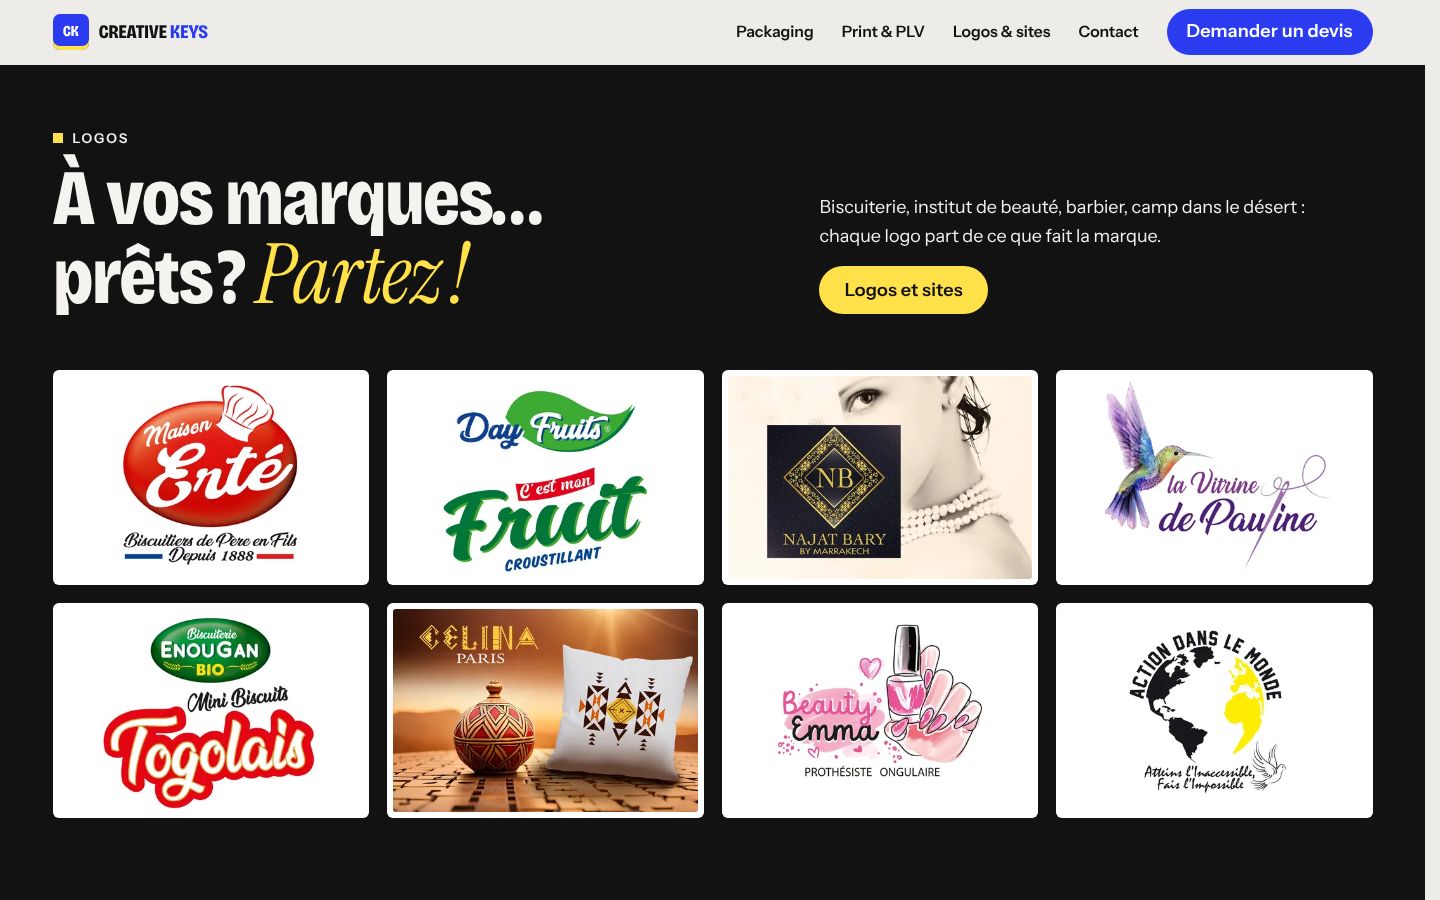 CK CREATIVE KEYS
Packaging
Print & PLV
Logos & sites
Contact
Demander un devis
LOGOS
À vos marques...
prêts ? Partez !
Biscuiterie, institut de beauté, barbier, camp dans le désert :
chaque logo part de ce que fait la marque.
Logos et sites
Maison
Erté
Biscuitiers de Père en Fils
Depuis 1888
Day Fruits®
C'est mon
Fruit
CROUSTILLANT
NB
NAJAT BARY
BY MARRAKECH
la Vitrine
de Pauline
Biscuiterie
ENOUGAN
BIO
Mini Biscuits
Togolais
CELINA
PARIS
Beauty
Emma
PROTHÉSISTE ONGULAIRE
ACTION DANS LE MONDE
Atteins l'Inaccessible,
Fais l'Impossible